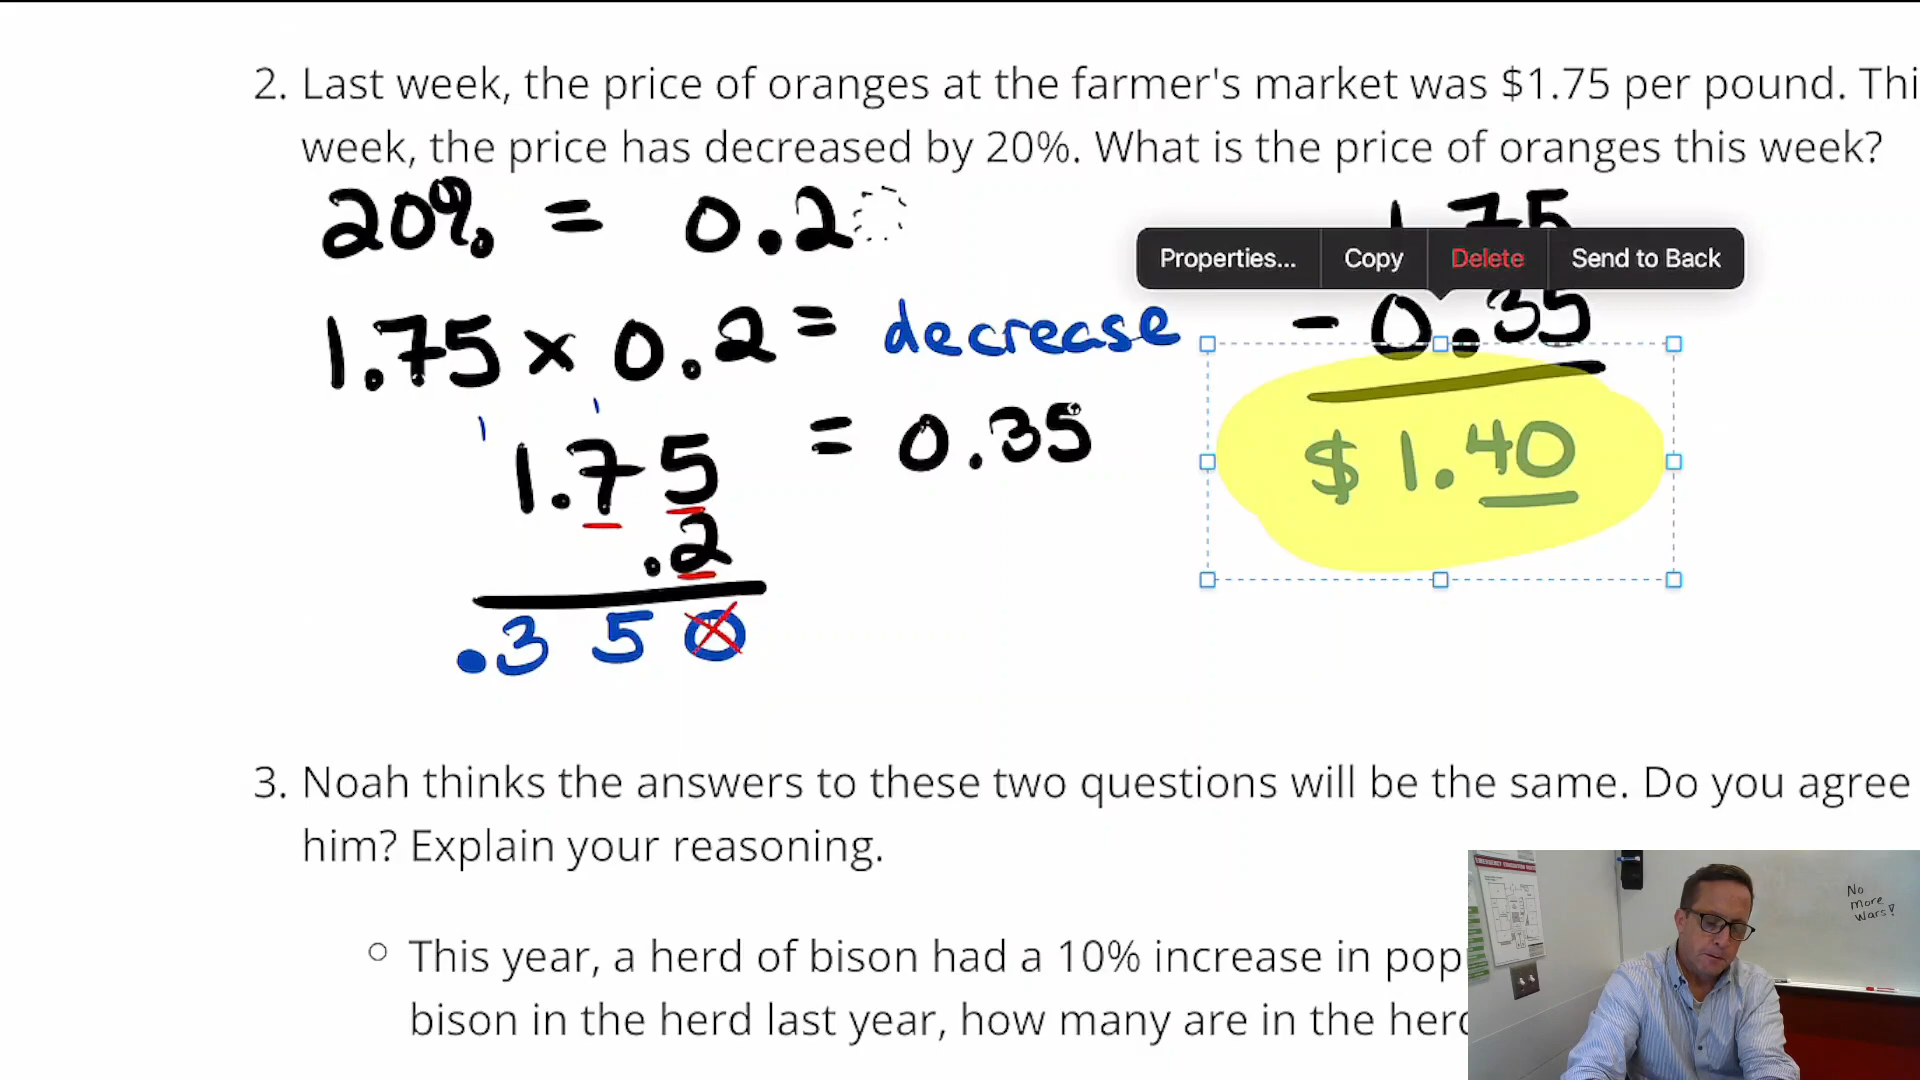 2. Last week, the price of oranges at the farmer's market was $1.75 per pound. Thi
week, the price has decreased by 20%. What is the price of oranges this week?
20% = 0.2
1.75
Properties... Copy Delete Send to Back
1.75 x 0.2 = decrease
- 0.35
= 0.35
$ 1.40
1 1
1.75
.2
.350
3. Noah thinks the answers to these two questions will be the same. Do you agree
him? Explain your reasoning.
No
more
wars!
○ This year, a herd of bison had a 10% increase in pop
bison in the herd last year, how many are in the herd